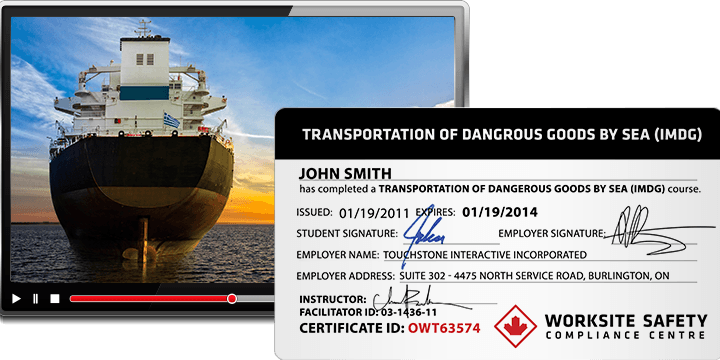 TRANSPORTATION OF DANGROUS GOODS BY SEA (IMDG)
JOHN SMITH
has completed a TRANSPORTATION OF DANGEROUS GOODS BY SEA (IMDG) course.
ISSUED: 01/19/2011 EXPIRES: 01/19/2014
STUDENT SIGNATURE: John EMPLOYER SIGNATURE:
EMPLOYER NAME: TOUCHSTONE INTERACTIVE INCORPORATED
EMPLOYER ADDRESS: SUITE 302 - 4475 NORTH SERVICE ROAD, BURLINGTON, ON
INSTRUCTOR:
FACILITATOR ID: 03-1436-11
CERTIFICATE ID: OWT63574
WORKSITE SAFETY
COMPLIANCE CENTRE